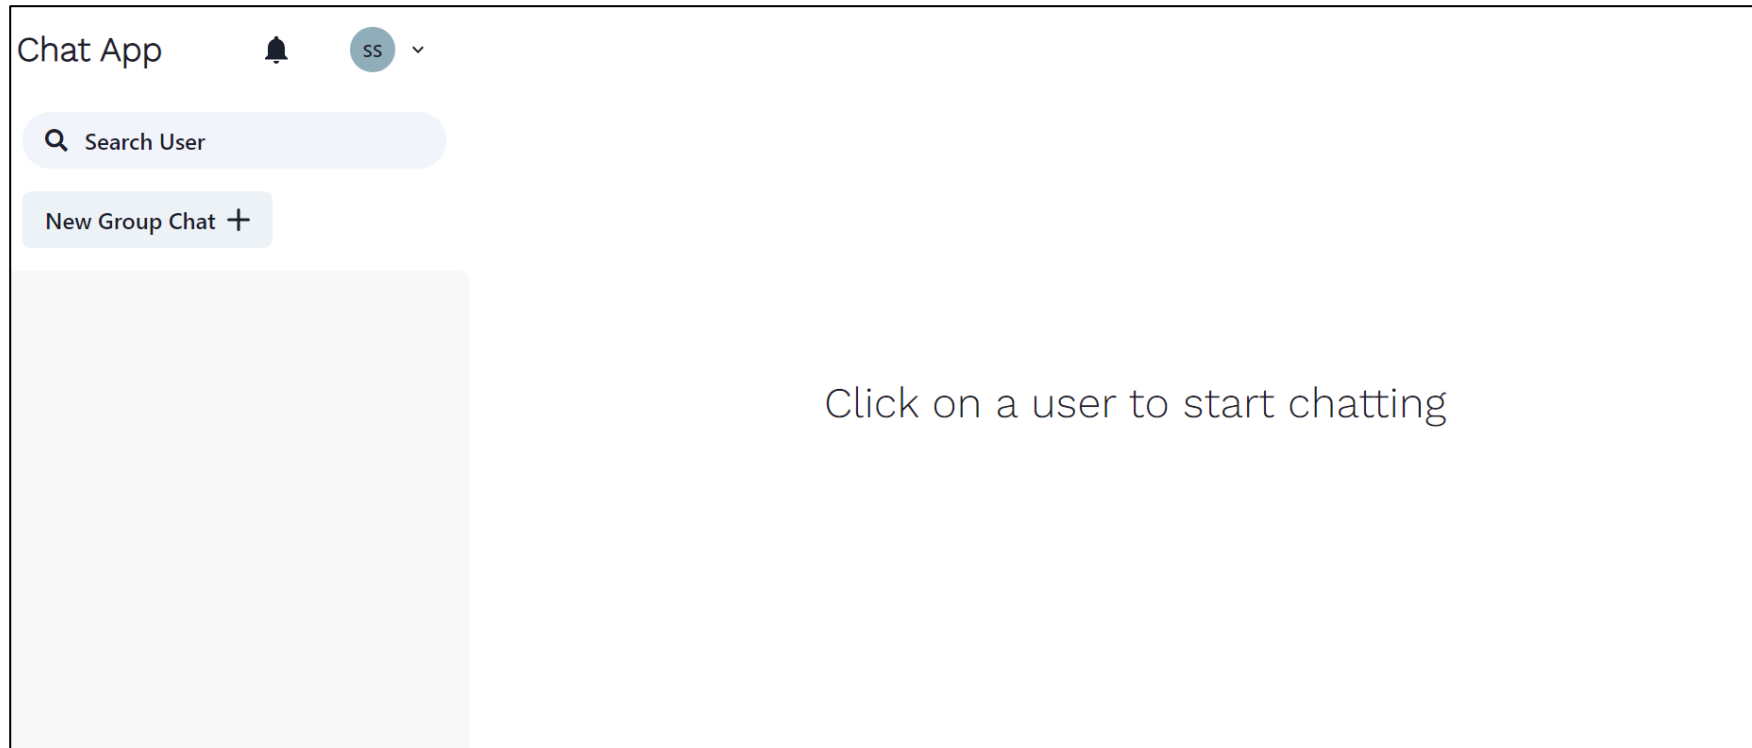 Chat App
SS
Search User
New Group Chat
Click on a user to start chatting